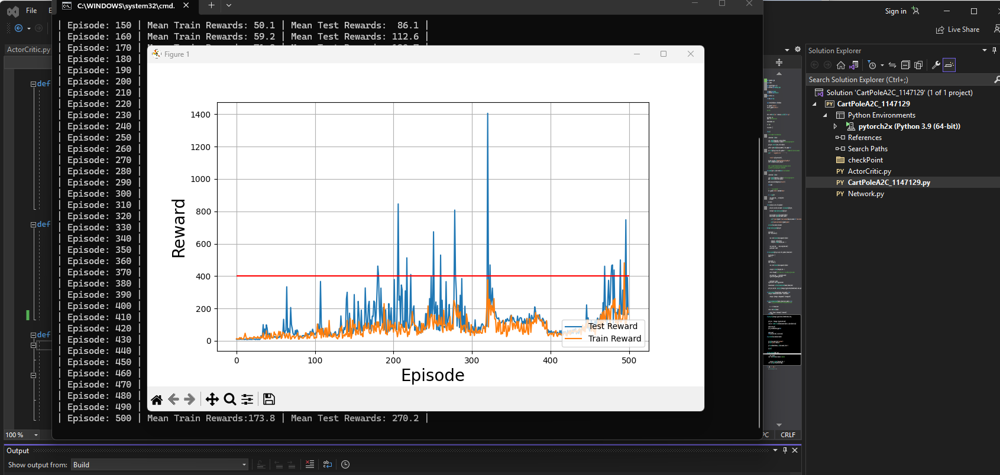 C:\WINDOWS\system32\cmd.
File
Sign in
Live Share
ActorCritic.py
| Episode: 150 | Mean Train Rewards: 50.1 | Mean Test Rewards:  86.1 |
| Episode: 160 | Mean Train Rewards: 59.2 | Mean Test Rewards: 112.6 |
| Episode: 170 |
| Episode: 180 |
| Episode: 190 |
| Episode: 200 |
| Episode: 210 |
| Episode: 220 |
| Episode: 230 |
| Episode: 240 |
| Episode: 250 |
| Episode: 260 |
| Episode: 270 |
| Episode: 280 |
| Episode: 290 |
| Episode: 300 |
| Episode: 310 |
| Episode: 320 |
| Episode: 330 |
| Episode: 340 |
| Episode: 350 |
| Episode: 360 |
| Episode: 370 |
| Episode: 380 |
| Episode: 390 |
| Episode: 400 |
| Episode: 410 |
| Episode: 420 |
| Episode: 430 |
| Episode: 440 |
| Episode: 450 |
| Episode: 460 |
| Episode: 470 |
| Episode: 480 |
| Episode: 490 |
| Episode: 500 | Mean Train Rewards:173.8 | Mean Test Rewards: 270.2 |
def
def
def
Figure 1
1400
1200
1000
800
600
400
200
0
Reward
0 100 200 300 400 500
Episode
Test Reward
Train Reward
Solution Explorer
Search Solution Explorer (Ctrl+;)
Solution 'CartPoleA2C_1147129' (1 of 1 project)
PY CartPoleA2C_1147129
Python Environments
pytorch2x (Python 3.9 (64-bit))
References
Search Paths
checkPoint
PY ActorCritic.py
PY CartPoleA2C_1147129.py
PY Network.py
100 %
CRLF
Output
Show output from: Build